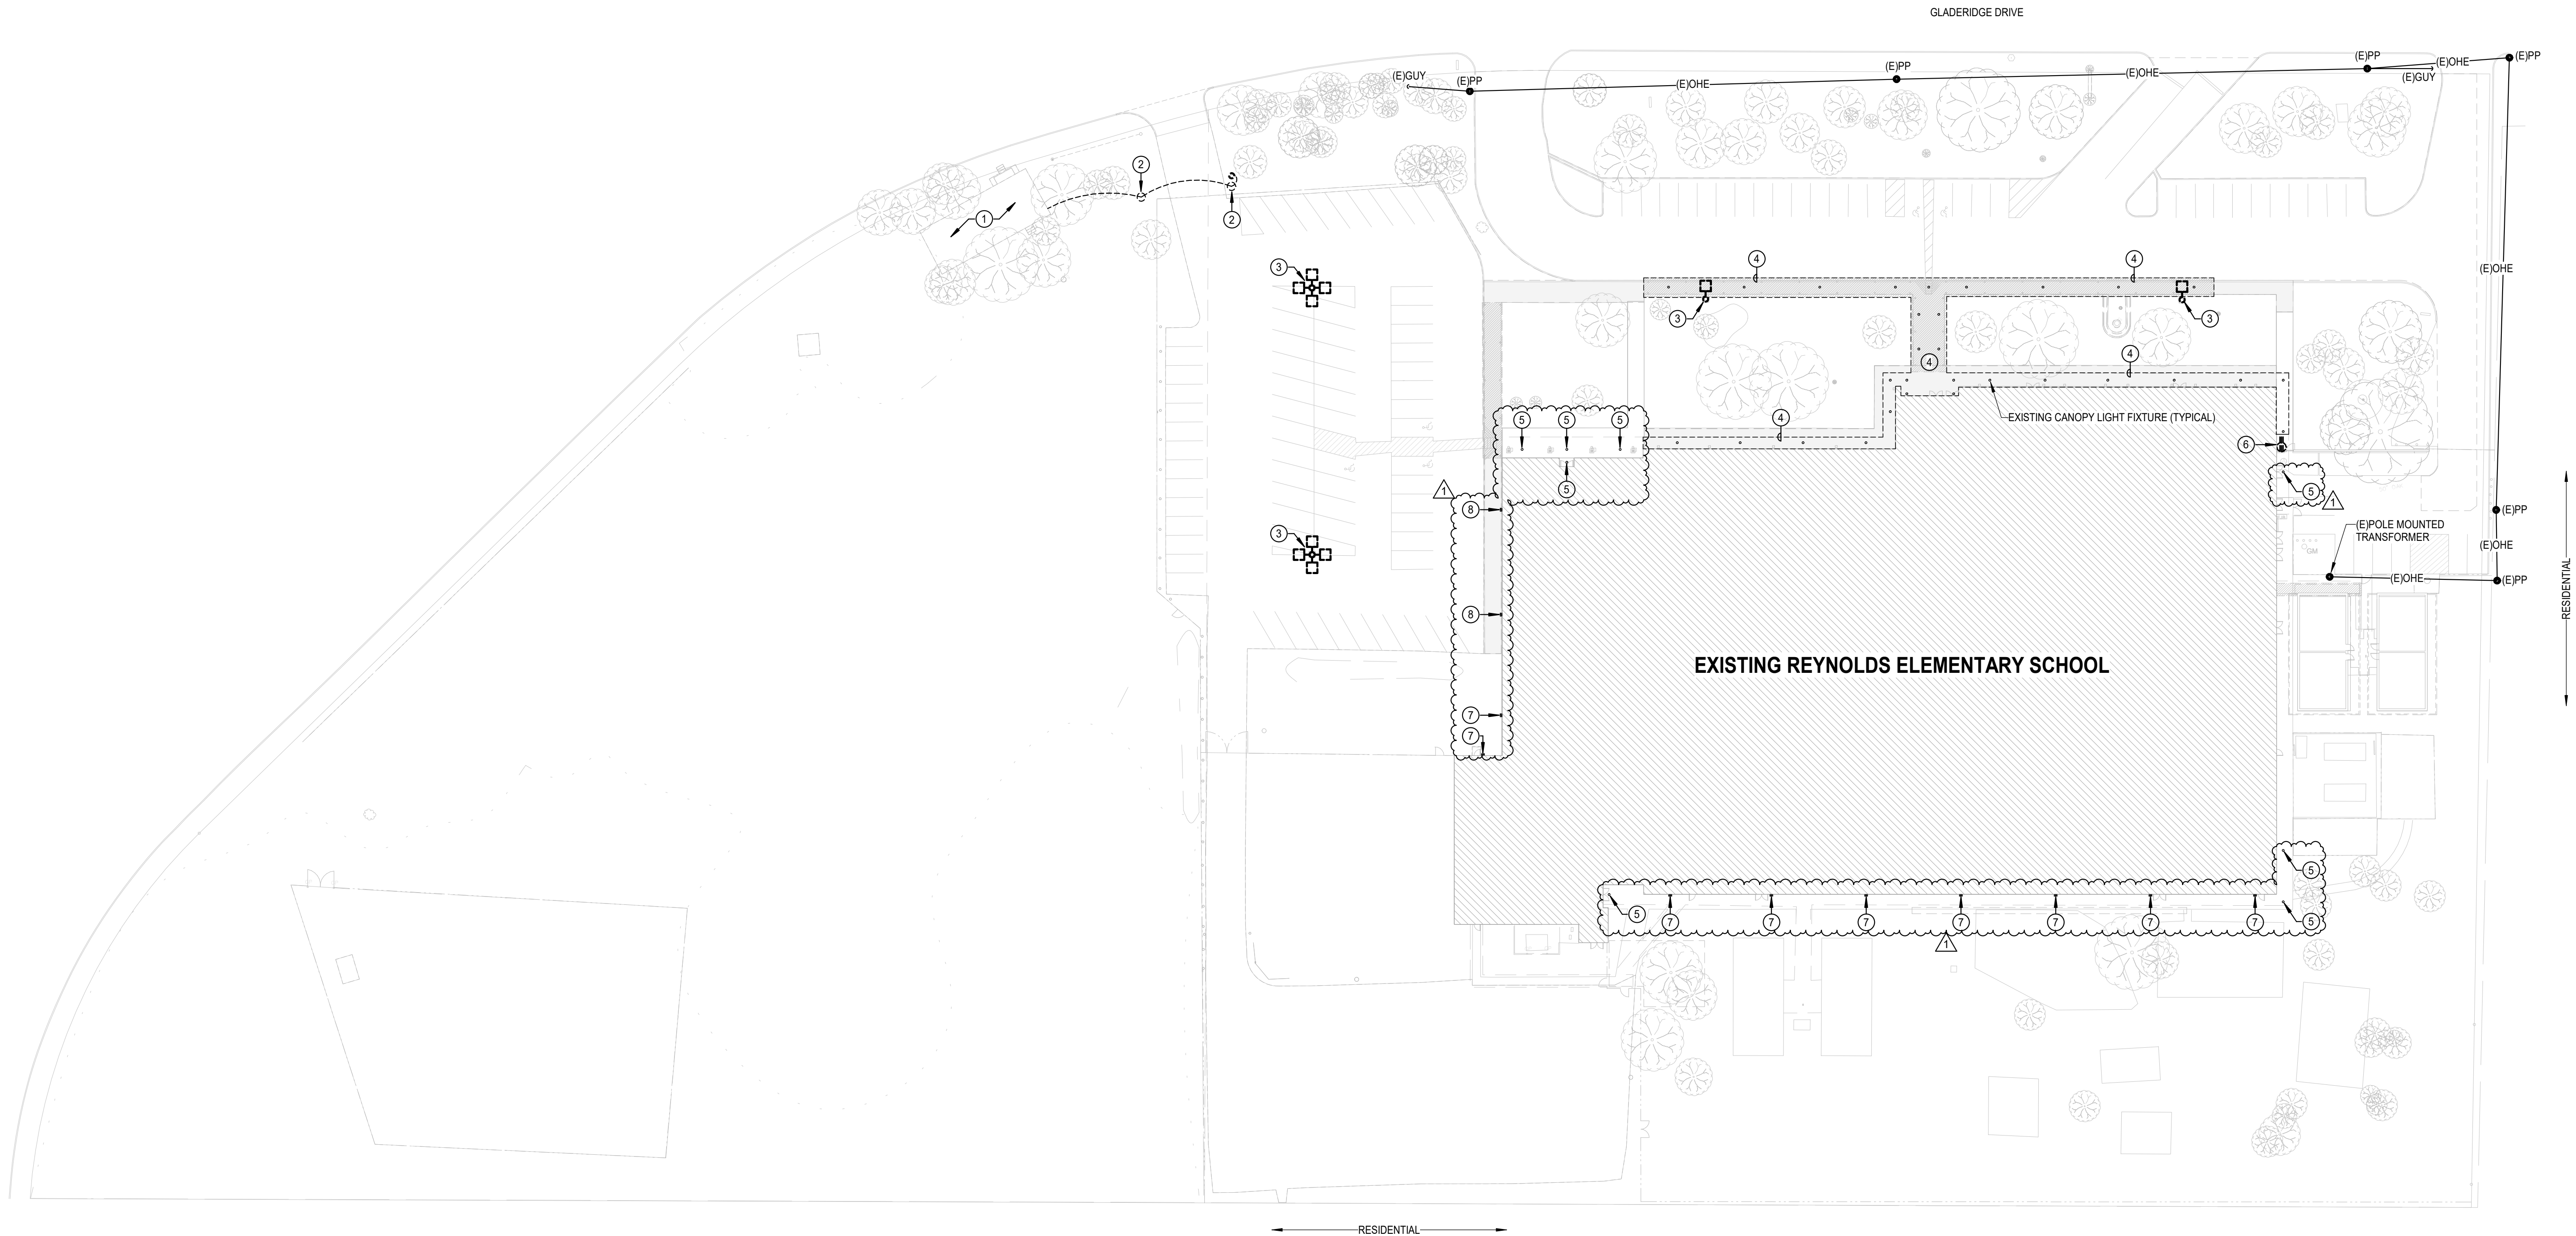 GLADERIDGE DRIVE
(E)GUY
(E)PP
(E)OHE
(E)PP
(E)OHE
(E)PP
(E)OHE
(E)GUY
(E)PP
2
1
2
3
4
4
(E)OHE
3
3
4
4
EXISTING CANOPY LIGHT FIXTURE (TYPICAL)
5
5
5
4
6
5
1
5
1
8
(E)PP
(E)POLE MOUNTED
TRANSFORMER
3
(E)OHE
(E)OHE
(E)PP
GM
RESIDENTIAL
8
EXISTING REYNOLDS ELEMENTARY SCHOOL
7
7
5
5
7
7
7
7
7
7
7
5
1
RESIDENTIAL